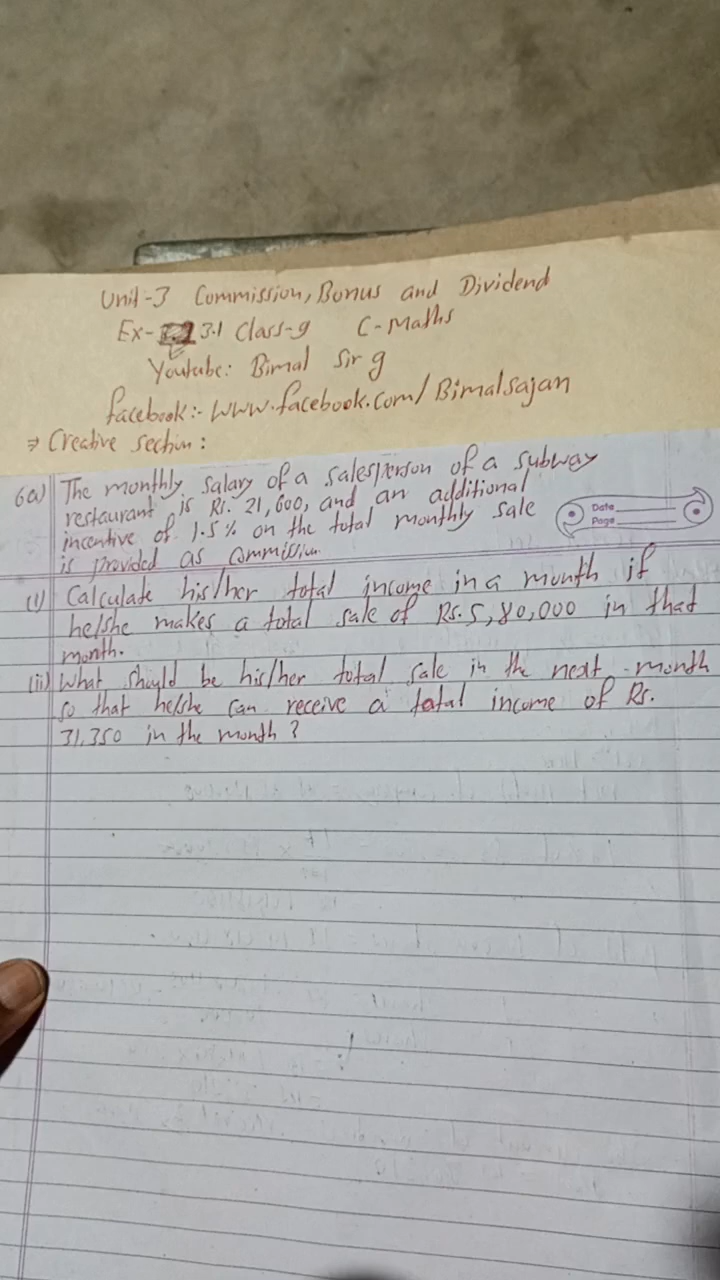 Unit-3 Commission, Bonus and Dividend
Ex- 3.1 Class-9 C-Maths
Youtube: Bimal Sir g
facebook:- www.facebook.com/Bimalsajan
⇒ Creative section:
6a) The monthly salary of a salesperson of a subway
restaurant is Rs. 21,600, and an additional
incentive of 1.5% on the total monthly sale
is provided as commission.
Date
Page
(i) Calculate his/her total income in a month if
he/she makes a total sale of Rs. 5,80,000 in that
month.
(ii) What should be his/her total sale in the next month
so that he/she can receive a total income of Rs.
31,350 in the month?